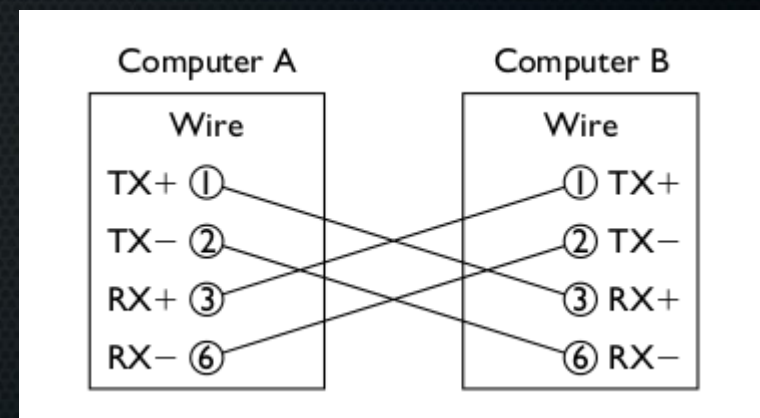 Computer A Computer B
Wire Wire
TX+ 1 1 TX+
TX− 2 2 TX−
RX+ 3 3 RX+
RX− 6 6 RX−